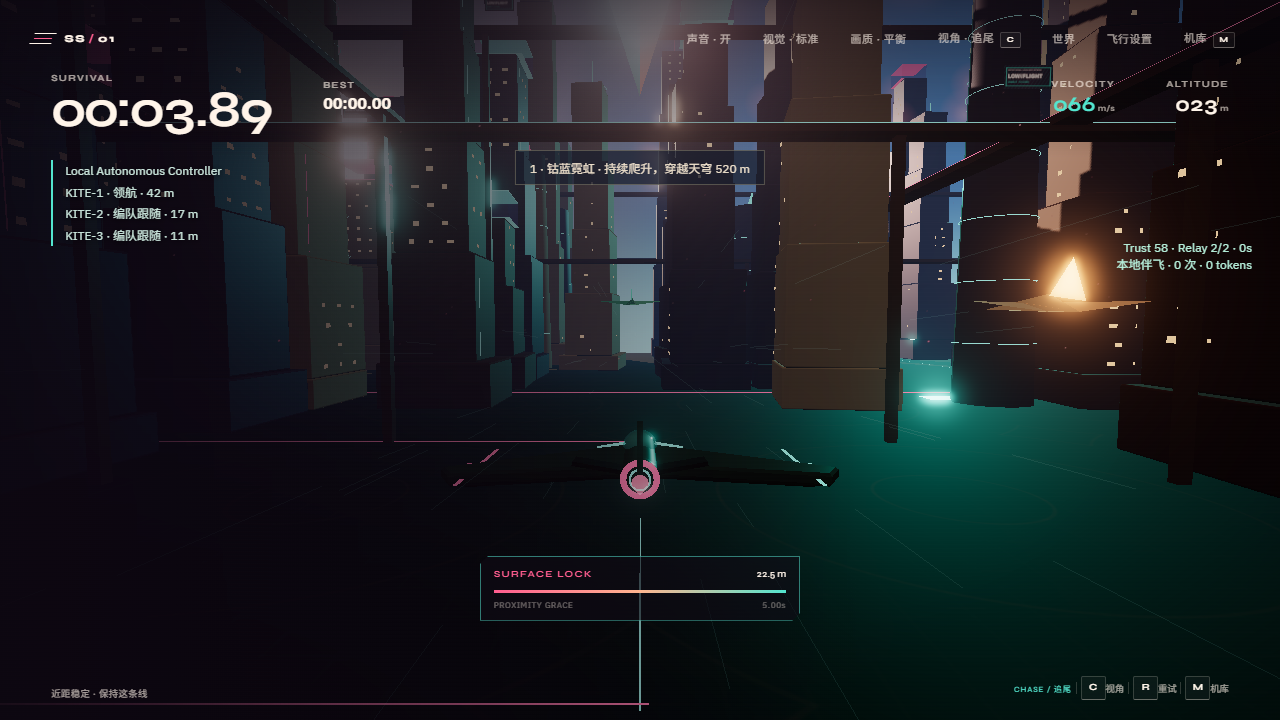 SS / 01
声音 · 开 视觉 · 标准 画质 · 平衡 视角 · 追尾 C 世界 飞行设置 机库 M
SURVIVAL
00:03.89
BEST
00:00.00
LOW/FLIGHT
VELOCITY
066 m/s
ALTITUDE
023 m
1 · 钴蓝霓虹 · 持续爬升，穿越天穹 520 m
Local Autonomous Controller
KITE-1 · 领航 · 42 m
KITE-2 · 编队跟随 · 17 m
KITE-3 · 编队跟随 · 11 m
Trust 58 · Relay 2/2 · 0s
本地伴飞 · 0 次 · 0 tokens
SURFACE LOCK 22.5 m
PROXIMITY GRACE 5.00s
近距稳定 · 保持这条线
CHASE / 追尾 C 视角 R 重试 M 机库